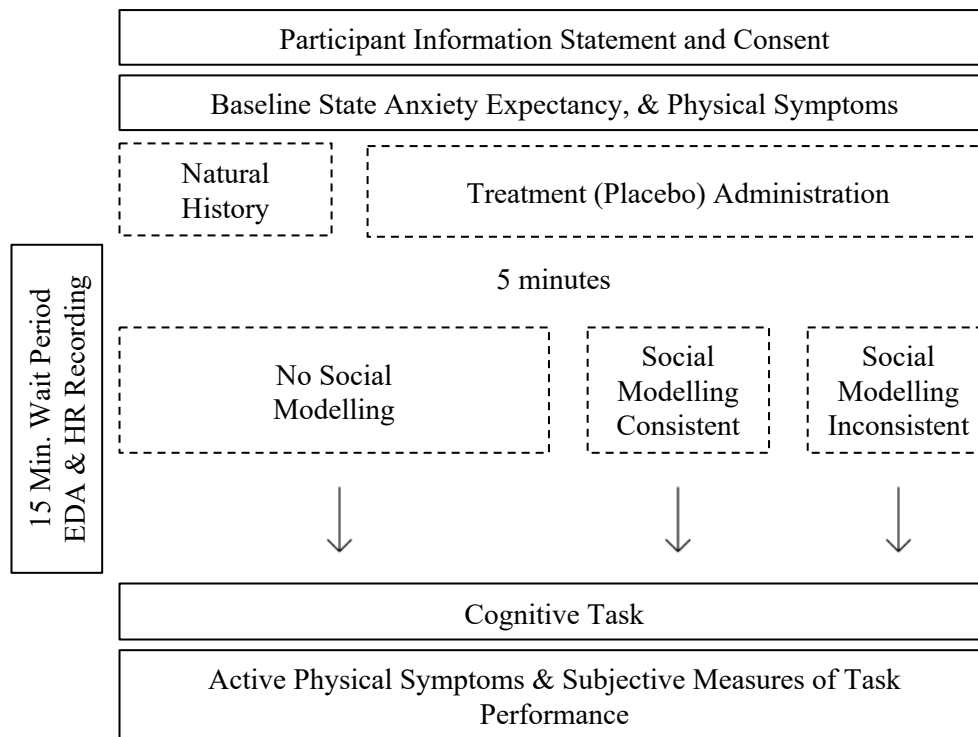 Participant Information Statement and Consent
Baseline State Anxiety Expectancy, & Physical Symptoms
Natural
History
Treatment (Placebo) Administration
15 Min. Wait Period
EDA & HR Recording
5 minutes
No Social
Modelling
Social
Modelling
Consistent
Social
Modelling
Inconsistent
Cognitive Task
Active Physical Symptoms & Subjective Measures of Task
Performance